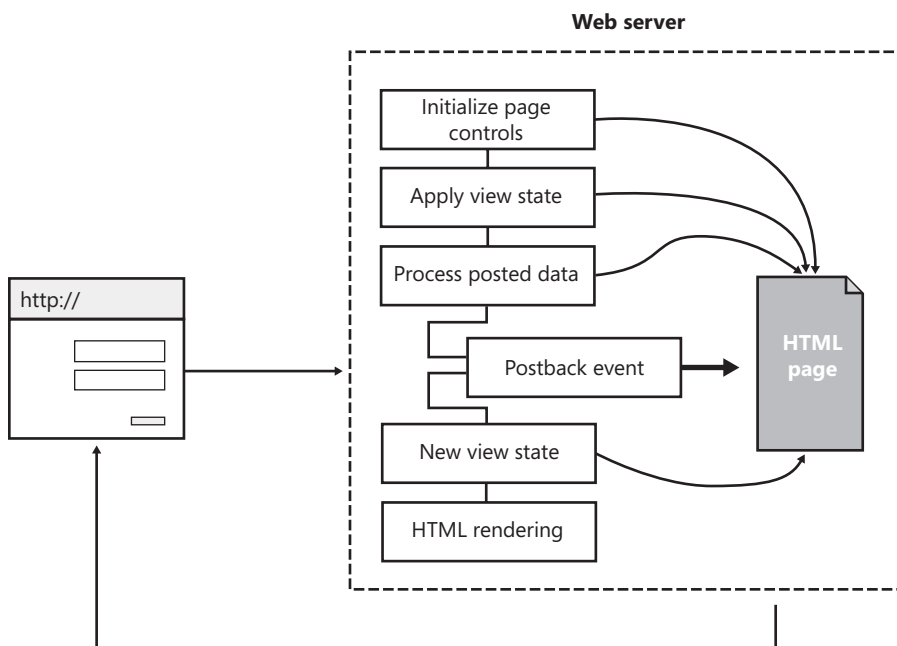 Web server
Initialize page
controls
Apply view state
Process posted data
http://
HTML
page
Postback event
New view state
HTML rendering